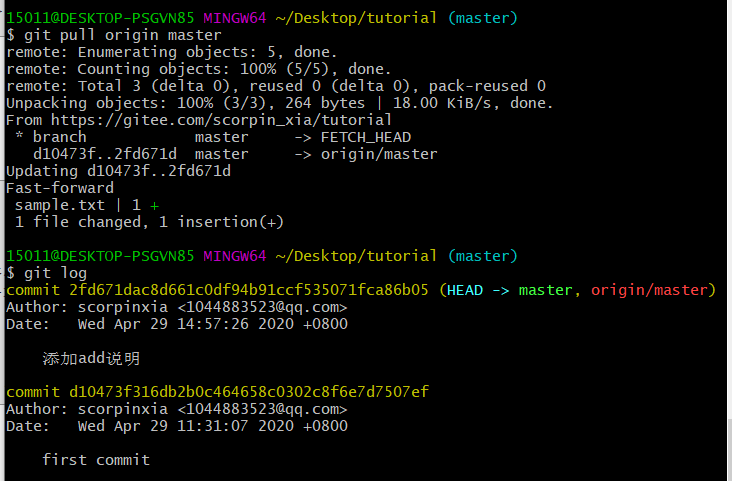 15011@DESKTOP-PSGVN85 MINGW64 ~/Desktop/tutorial (master)
$ git pull origin master
remote: Enumerating objects: 5, done.
remote: Counting objects: 100% (5/5), done.
remote: Total 3 (delta 0), reused 0 (delta 0), pack-reused 0
Unpacking objects: 100% (3/3), 264 bytes | 18.00 KiB/s, done.
From https://gitee.com/scorpin_xia/tutorial
 * branch            master     -> FETCH_HEAD
   d10473f..2fd671d  master     -> origin/master
Updating d10473f..2fd671d
Fast-forward
 sample.txt | 1 +
 1 file changed, 1 insertion(+)
15011@DESKTOP-PSGVN85 MINGW64 ~/Desktop/tutorial (master)
$ git log
commit 2fd671dac8d661c0df94b91ccf535071fca86b05 (HEAD -> master, origin/master)
Author: scorpinxia <1044883523@qq.com>
Date:   Wed Apr 29 14:57:26 2020 +0800
    添加add说明
commit d10473f316db2b0c464658c0302c8f6e7d7507ef
Author: scorpinxia <1044883523@qq.com>
Date:   Wed Apr 29 11:31:07 2020 +0800
    first commit